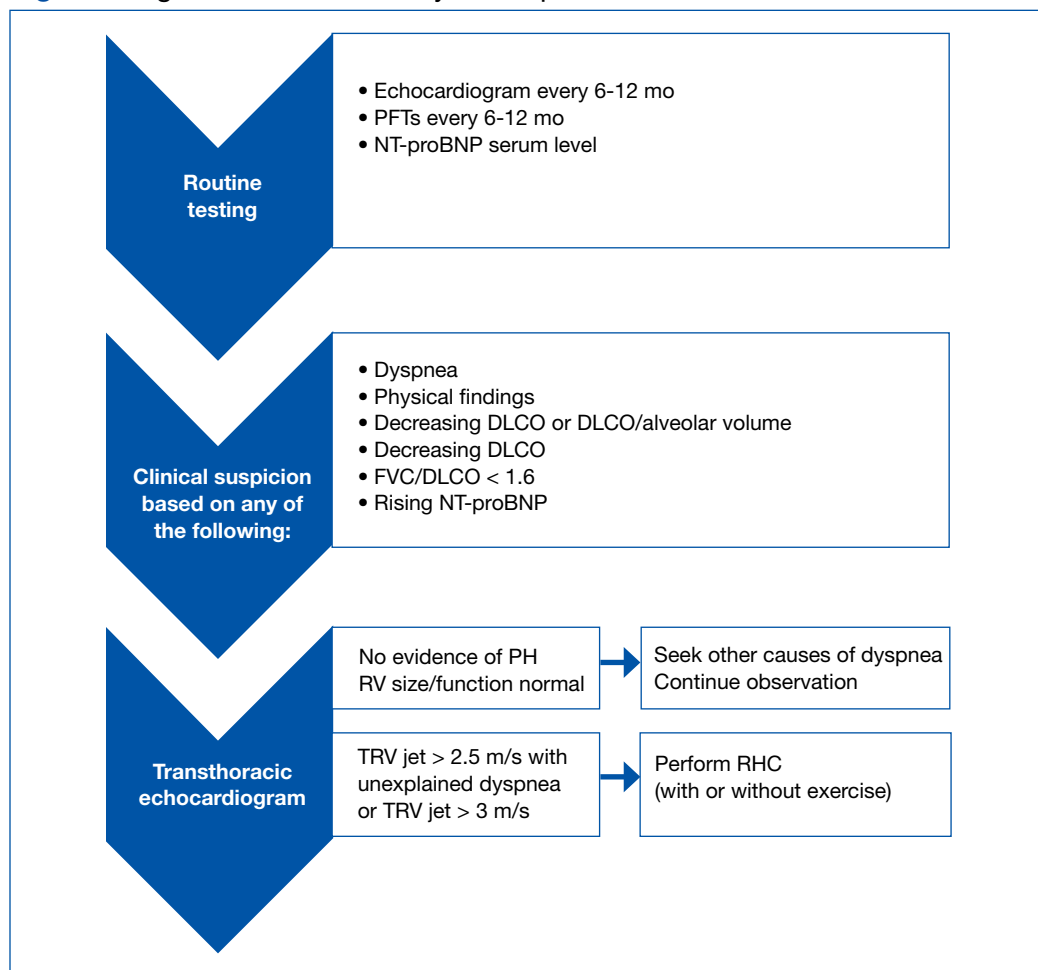 Routine
testing
• Echocardiogram every 6-12 mo
• PFTs every 6-12 mo
• NT-proBNP serum level
Clinical suspicion
based on any of
the following:
• Dyspnea
• Physical findings
• Decreasing DLCO or DLCO/alveolar volume
• Decreasing DLCO
• FVC/DLCO < 1.6
• Rising NT-proBNP
Transthoracic
echocardiogram
No evidence of PH
RV size/function normal
Seek other causes of dyspnea
Continue observation
TRV jet > 2.5 m/s with
unexplained dyspnea
or TRV jet > 3 m/s
Perform RHC
(with or without exercise)